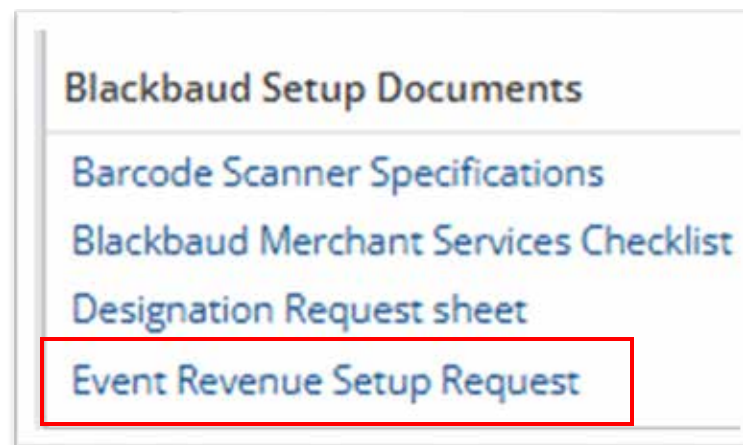 Blackbaud Setup Documents
Barcode Scanner Specifications
Blackbaud Merchant Services Checklist
Designation Request sheet
Event Revenue Setup Request